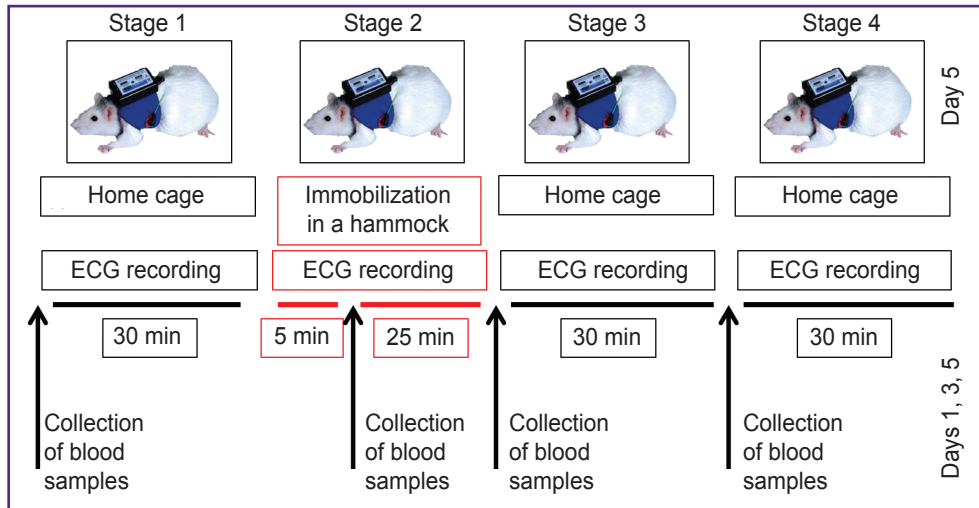 Stage 1
Stage 2
Stage 3
Stage 4
Day 5
Home cage
Immobilization
in a hammock
Home cage
Home cage
ECG recording
ECG recording
ECG recording
ECG recording
30 min
5 min
25 min
30 min
30 min
Collection
of blood
samples
Collection
of blood
samples
Collection
of blood
samples
Collection
of blood
samples
Days 1, 3, 5